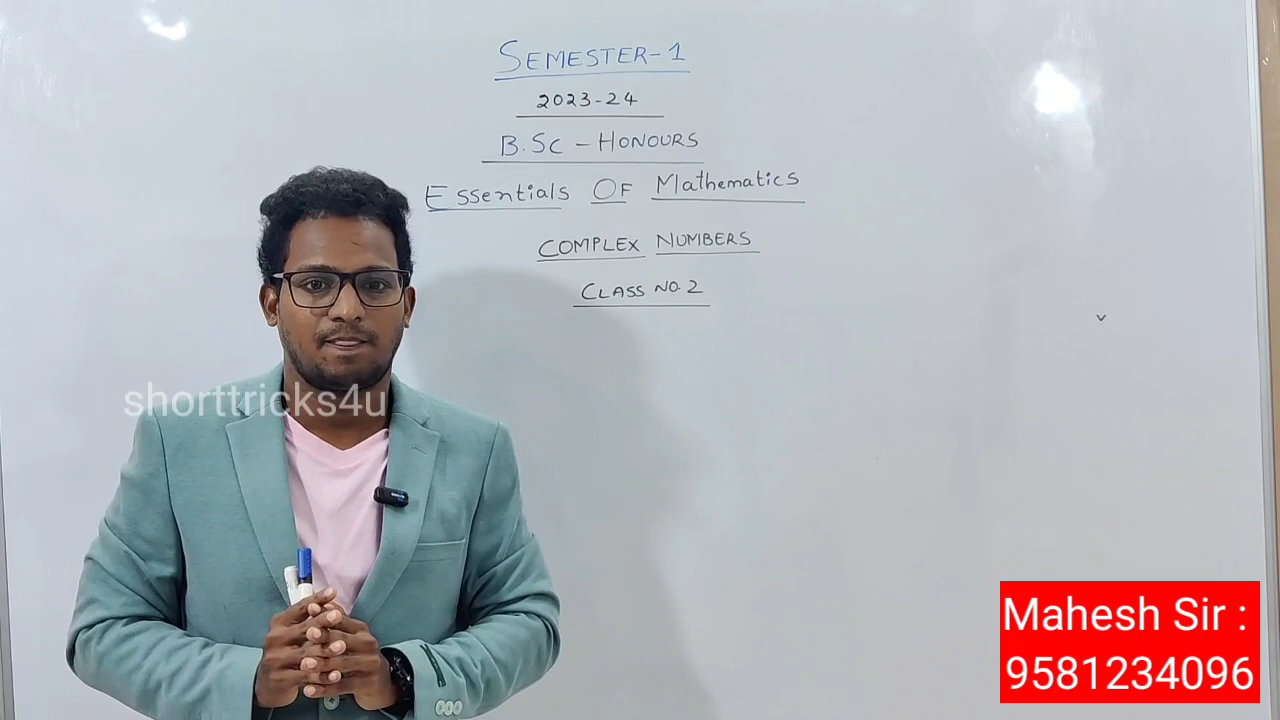 SEMESTER-1
2023-24
B.Sc - HONOURS
Essentials OF Mathematics
COMPLEX NUMBERS
CLASS NO. 2
shorttricks4u
Mahesh Sir :
9581234096